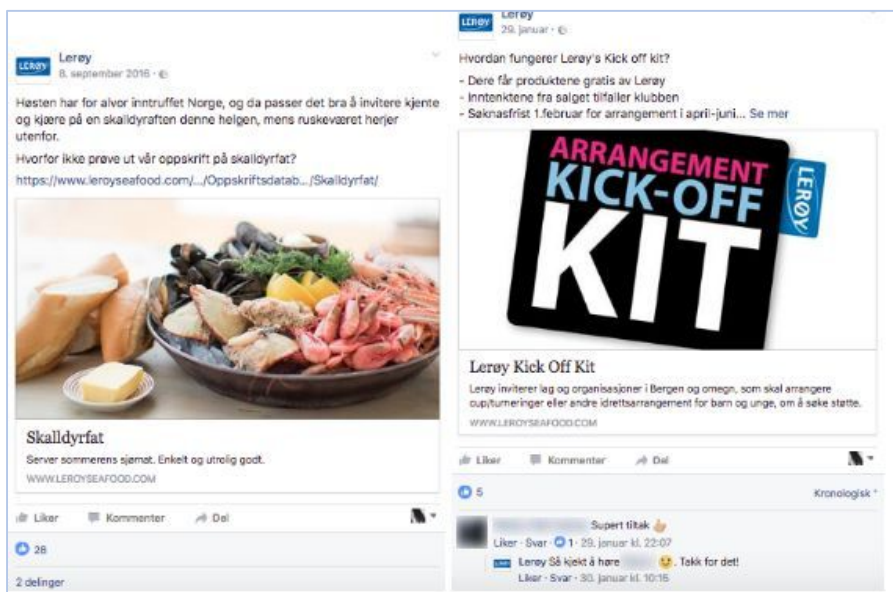 LERØY
Lerøy
8. september 2016
Høsten har for alvor inntruffet Norge, og da passer det bra å invitere kjente
og kjære på en skalldyraften denne helgen, mens ruskeværet herjer
utenfor.
Hvorfor ikke prøve ut vår oppskrift på skalldyrfat?
https://www.leroyseafood.com/.../Oppskriftsdatab.../Skalldyrfat/
Skalldyrfat
Server sommerens sjømat. Enkelt og utrolig godt.
WWW.LEROYSEAFOOD.COM
Liker Kommenter Del
28
2 delinger
LERØY
Lerøy
29. januar
Hvordan fungerer Lerøy's Kick off kit?
- Dere får produktene gratis av Lerøy
- Inntenktene fra salget tilfaller klubben
- Søknasfrist 1.februar for arrangement i april-juni... Se mer
ARRANGEMENT
KICK-OFF
KIT
LERØY
Lerøy Kick Off Kit
Lerøy inviterer lag og organisasjoner i Bergen og omegn, som skal arrangere
cup/turneringer eller andre idrettsarrangement for barn og unge, om å søke støtte.
WWW.LEROYSEAFOOD.COM
Liker Kommenter Del
5 Kronologisk
Supert tiltak
Liker · Svar · 1 · 29. januar kl. 22:07
Lerøy Så kjekt å høre . Takk for det!
Liker · Svar · 30. januar kl. 10:15